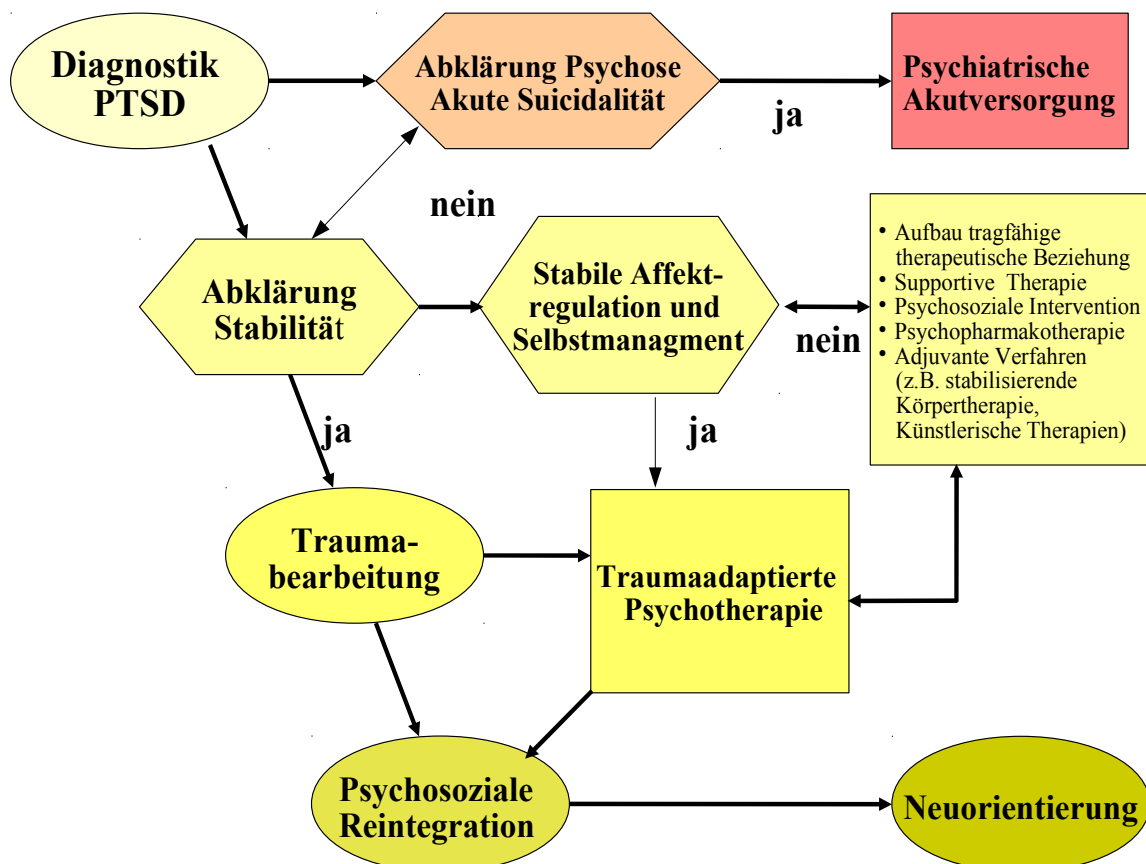 Diagnostik
PTSD
Abklärung Psychose
Akute Suicidalität
ja
Psychiatrische
Akutversorgung
nein
Abklärung
Stabilität
Stabile Affekt-
regulation und
Selbstmanagment
nein
• Aufbau tragfähige
therapeutische Beziehung
• Supportive Therapie
• Psychosoziale Intervention
• Psychopharmakotherapie
• Adjuvante Verfahren
(z.B. stabilisierende
Körpertherapie,
Künstlerische Therapien)
ja
ja
Trauma-
bearbeitung
Traumaadaptierte
Psychotherapie
Psychosoziale
Reintegration
Neuorientierung